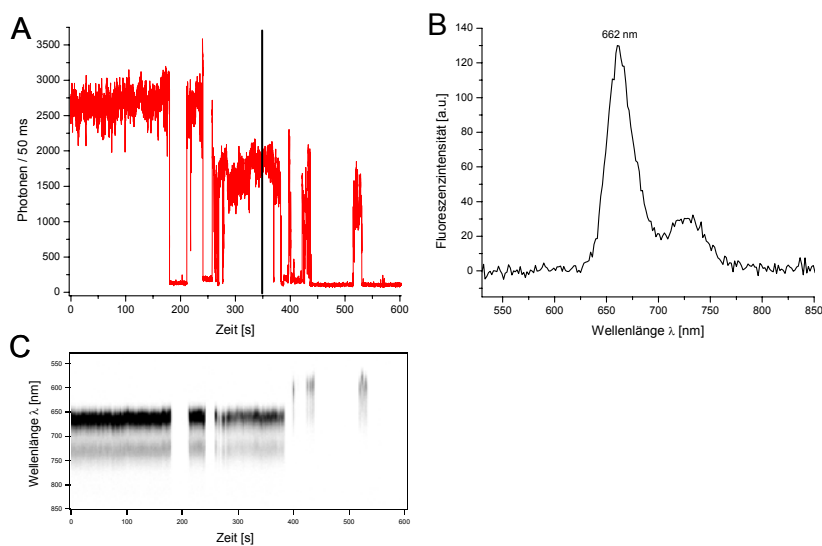 A
Photonen / 50 ms
3500
3000
2500
2000
1500
1000
500
0
0 100 200 300 400 500 600
Zeit [s]
B
Fluoreszenzintensität [a.u.]
140
120
100
80
60
40
20
0
662 nm
550 600 650 700 750 800 850
Wellenlänge λ [nm]
C
Wellenlänge λ [nm]
550
600
650
700
750
800
850
0 100 200 300 400 500 600
Zeit [s]